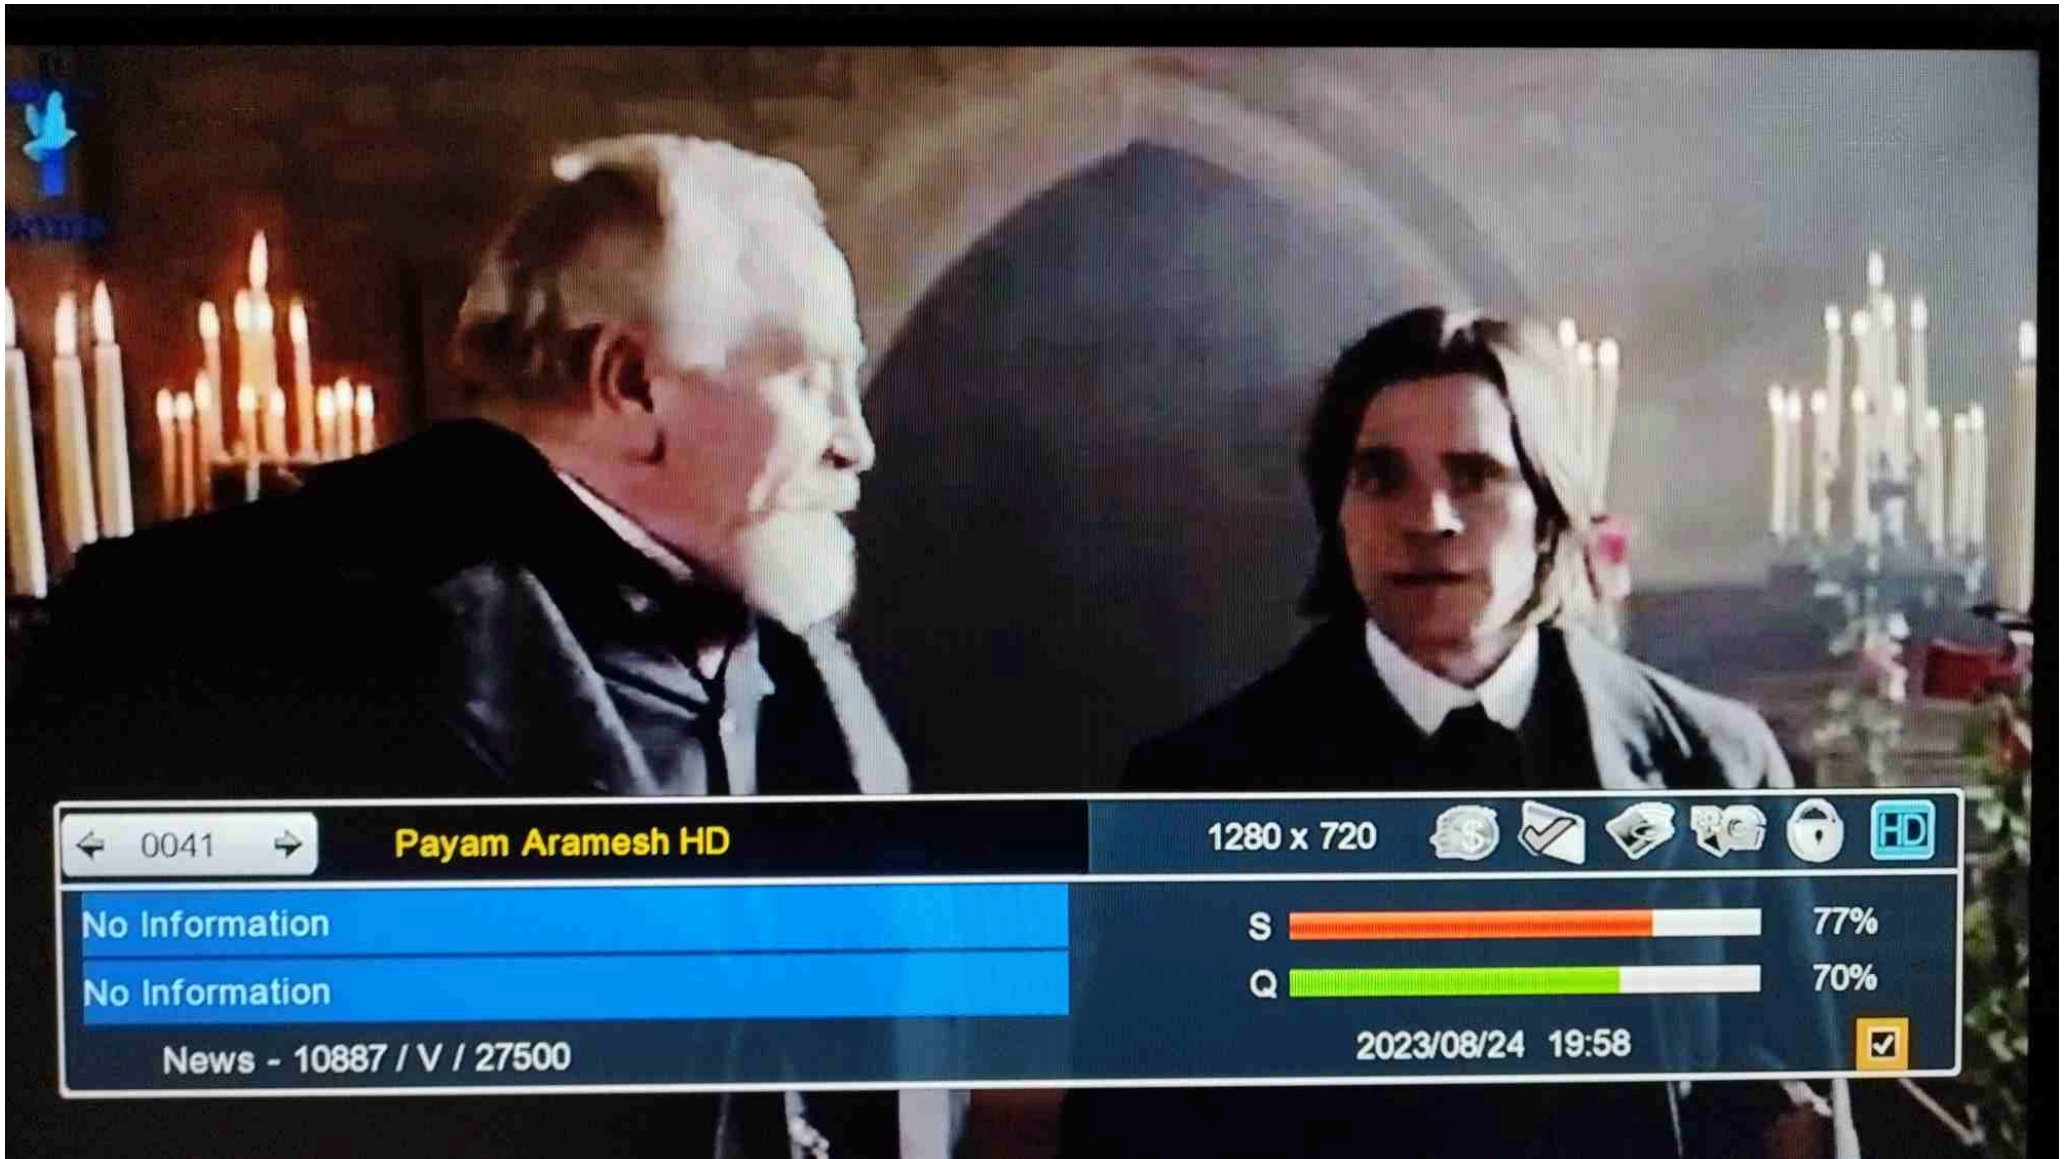 0041
Payam Aramesh HD
1280 x 720
HD
No Information
No Information
S 77%
Q 70%
News - 10887 / V / 27500
2023/08/24 19:58